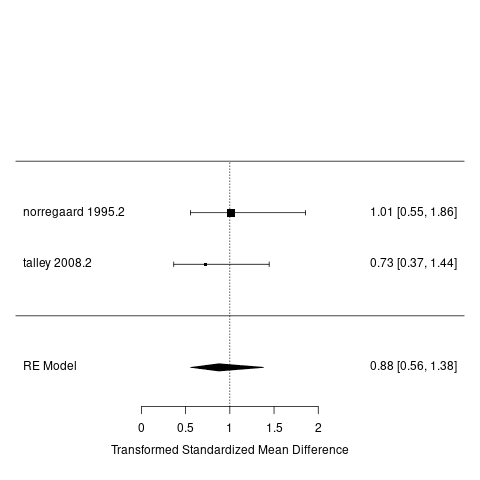 norregaard 1995.2 1.01 [0.55, 1.86]
talley 2008.2 0.73 [0.37, 1.44]
RE Model 0.88 [0.56, 1.38]
0 0.5 1 1.5 2
Transformed Standardized Mean Difference